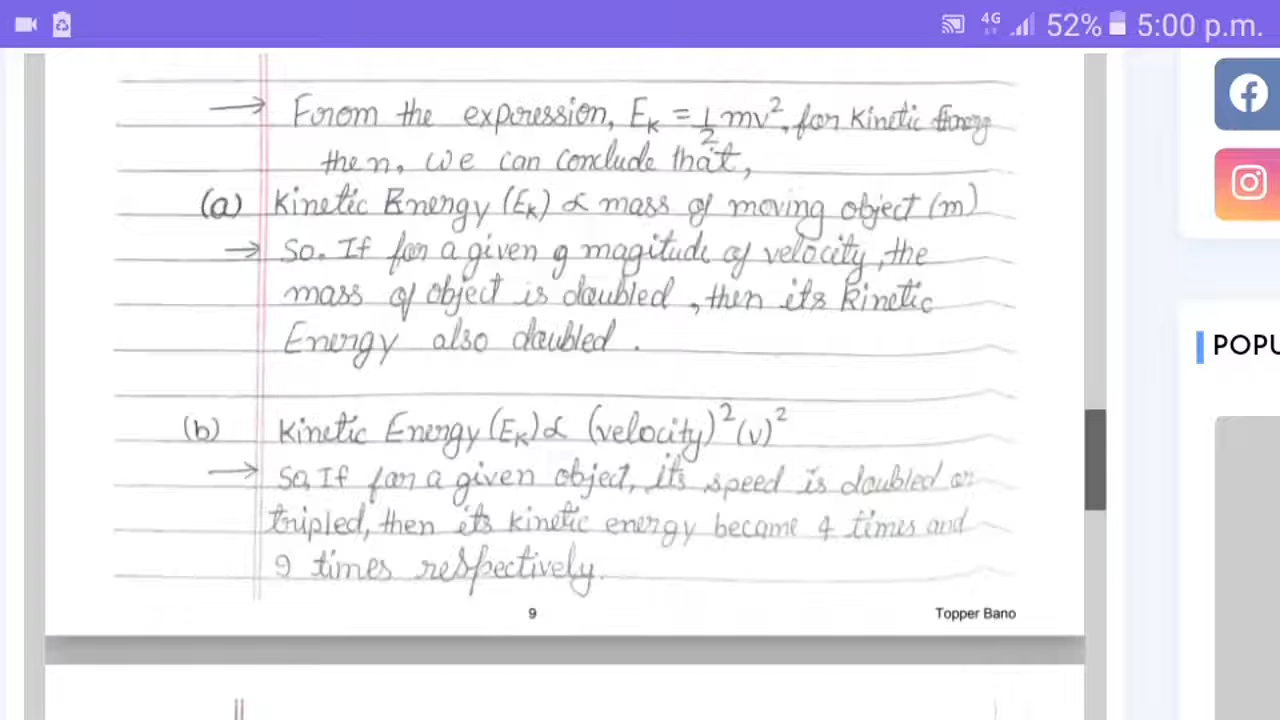 4G 52% 5:00 p.m.
→ From the expression, Eₖ = 1/2 mv², for Kinetic Energy
then, we can conclude that,
(a) Kinetic Energy (Eₖ) ∝ mass of moving object (m)
→ So. If for a given g magitude of velocity, the
mass of object is doubled, then its kinetic
Energy also doubled.
(b) Kinetic Energy (Eₖ) ∝ (velocity)² (v)²
→ So, If for a given object, its speed is doubled or
tripled, then its kinetic energy became 4 times and
9 times respectively.
9 Topper Bano
POPU